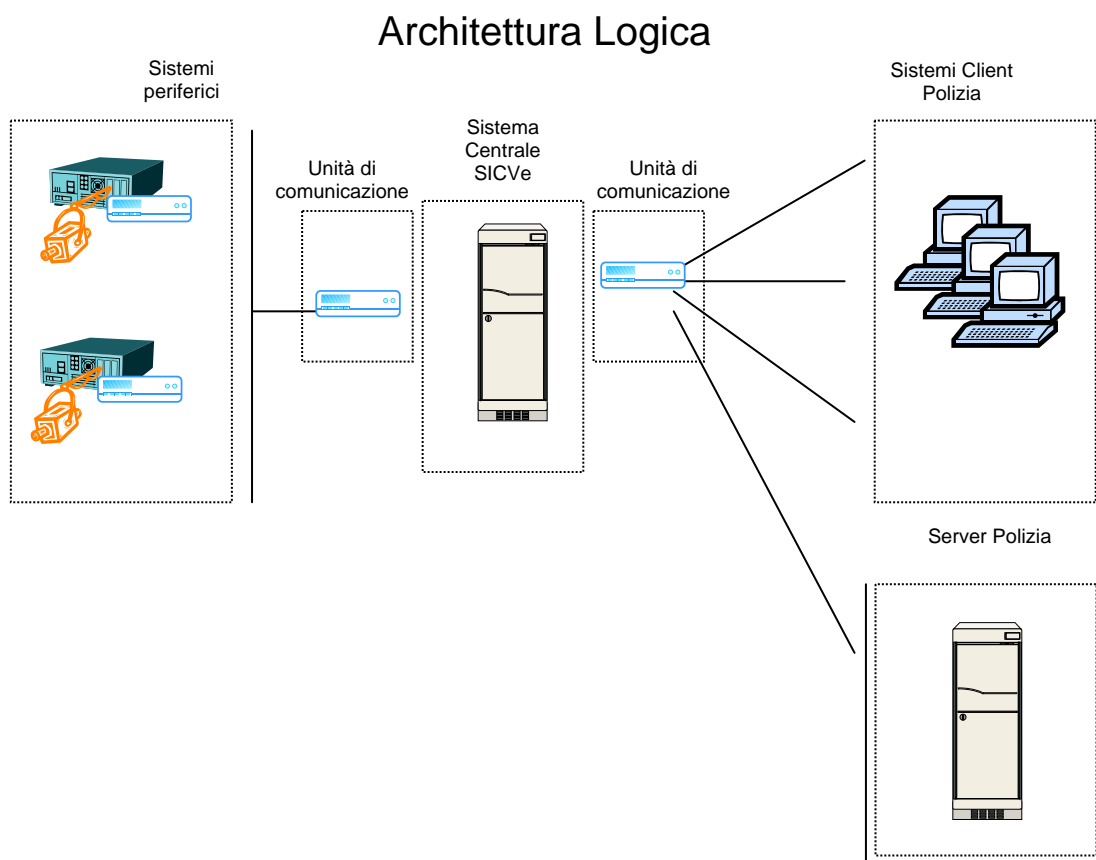 Architettura Logica
Sistemi
periferici
Unità di
comunicazione
Sistema
Centrale
SICVe
Unità di
comunicazione
Sistemi Client
Polizia
Server Polizia